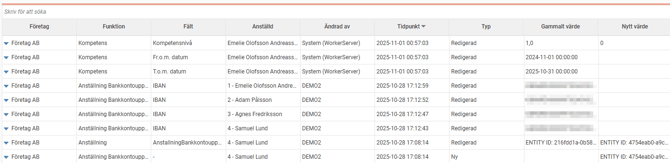 Skriv för att söka
Företag Funktion Fält Anställd Ändrad av Tidpunkt Typ Gammalt värde Nytt värde
Företag AB Kompetens Kompetensnivå Emelie Olofsson Andreass... System (WorkerServer) 2025-11-01 00:57:03 Redigerad 1,0 0
Företag AB Kompetens Fr.o.m. datum Emelie Olofsson Andreass... System (WorkerServer) 2025-11-01 00:57:03 Redigerad 2024-11-01 00:00:00
Företag AB Kompetens T.o.m. datum Emelie Olofsson Andreass... System (WorkerServer) 2025-11-01 00:57:03 Redigerad 2025-10-31 00:00:00
Företag AB Anställning Bankkontoupp... IBAN 1 - Emelie Olofsson Andre... DEMO2 2025-10-28 17:12:59 Redigerad
Företag AB Anställning Bankkontoupp... IBAN 2 - Adam Pålsson DEMO2 2025-10-28 17:12:52 Redigerad
Företag AB Anställning Bankkontoupp... IBAN 3 - Agnes Fredriksson DEMO2 2025-10-28 17:12:47 Redigerad
Företag AB Anställning Bankkontoupp... IBAN 4 - Samuel Lund DEMO2 2025-10-28 17:12:43 Redigerad
Företag AB Anställning AnstallningBankkontoupp... 4 - Samuel Lund DEMO2 2025-10-28 17:08:14 Redigerad ENTITY ID: 216fdd1a-0b58... ENTITY ID: 4754eab0-a9c...
Företag AB Anställning Bankkontoupp... - 4 - Samuel Lund DEMO2 2025-10-28 17:08:14 Ny ENTITY ID: 4754eab0-a9c...